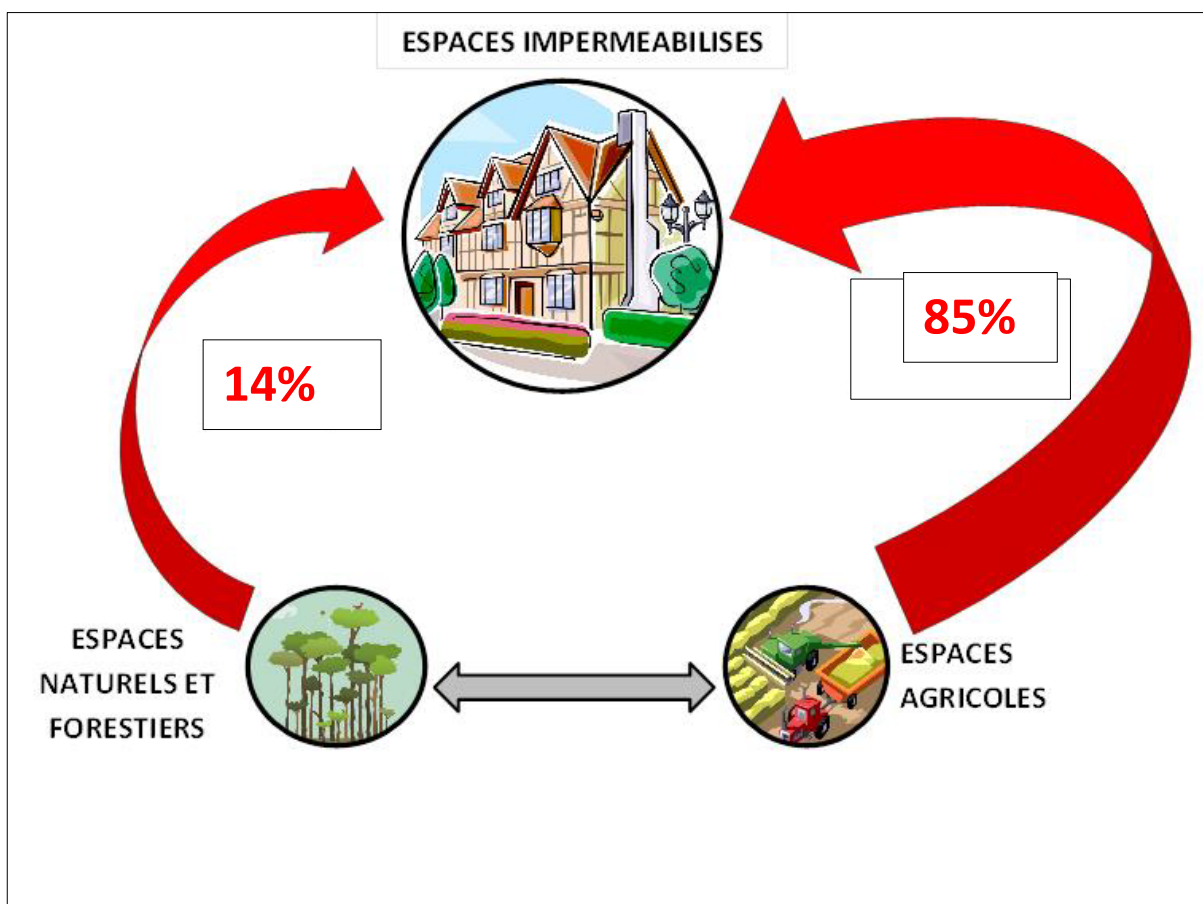 ESPACES IMPERMEABILISES
85%
14%
ESPACES
NATURELS ET
FORESTIERS
ESPACES
AGRICOLES